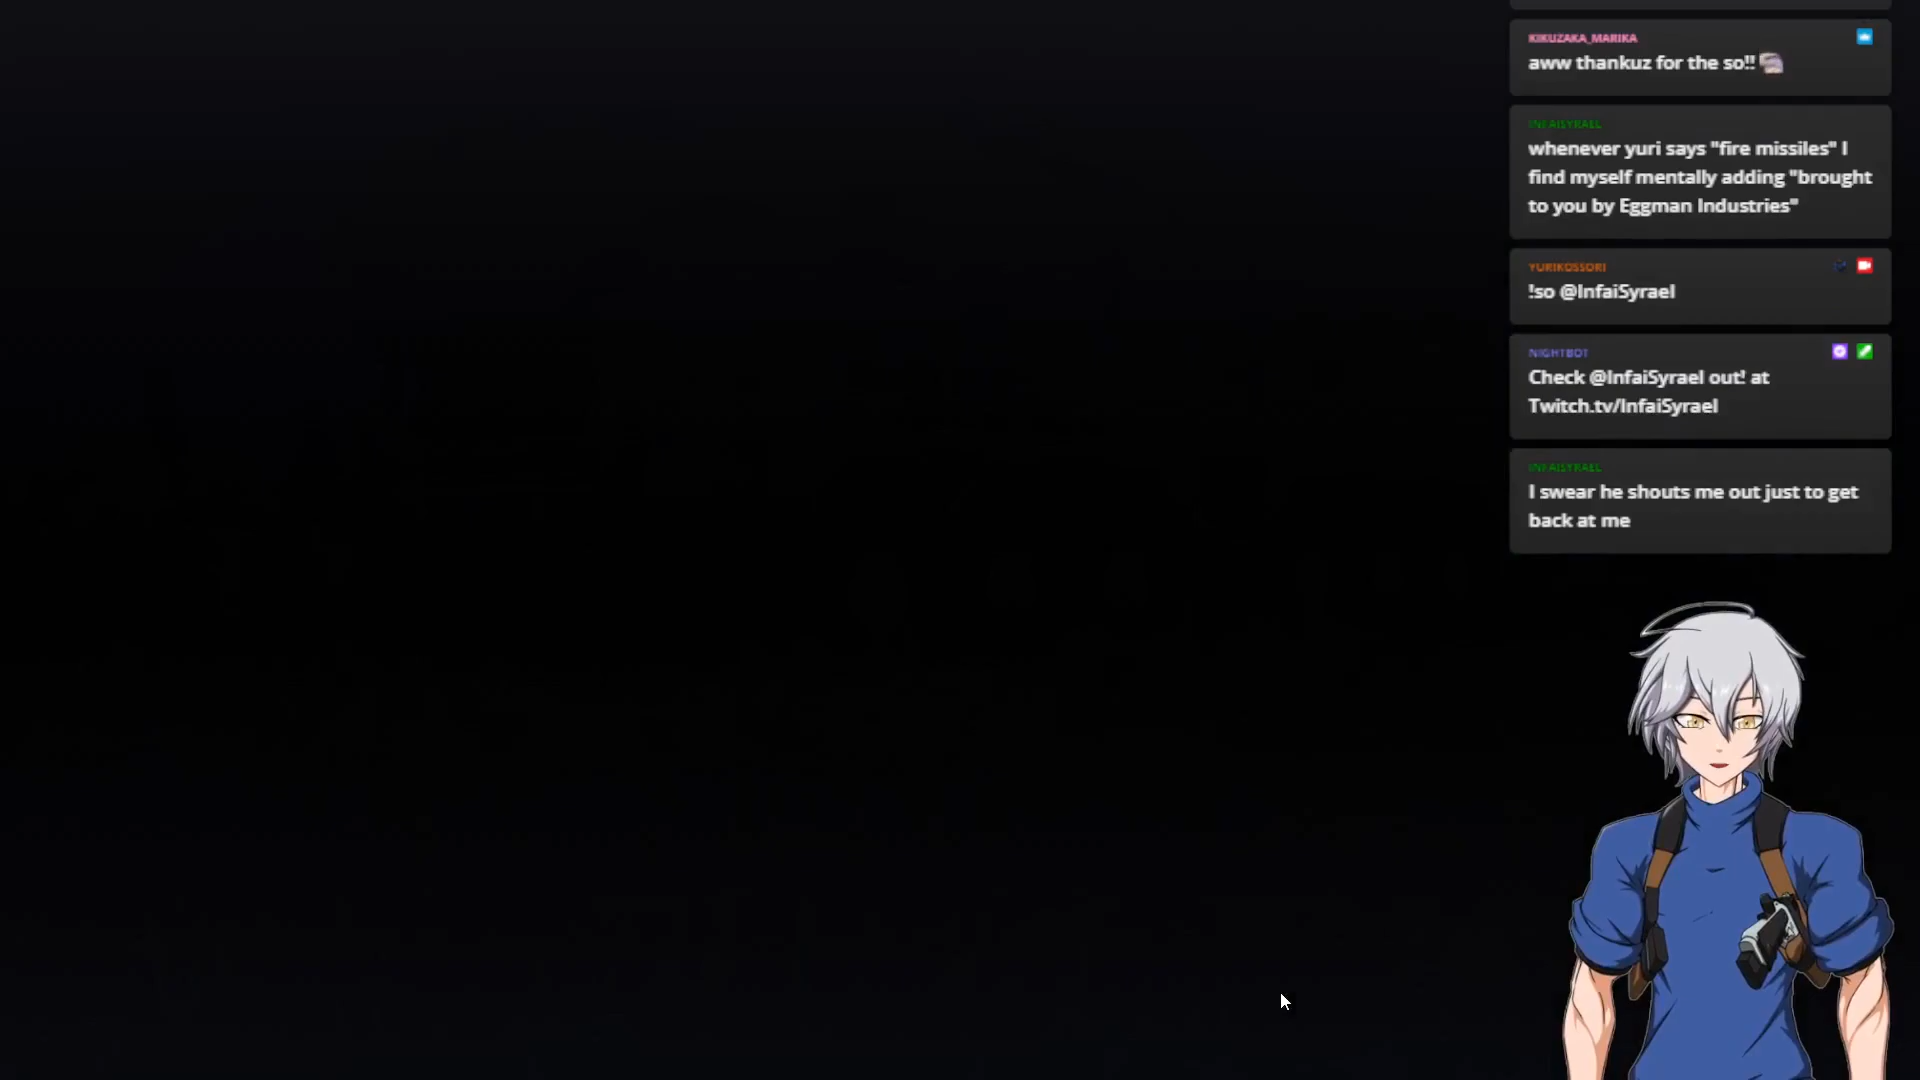 KIKUZAKA_MARIKA
aww thankuz for the so!!
INFAISYRAEL
whenever yuri says "fire missiles" I
find myself mentally adding "brought
to you by Eggman Industries"
YURIKOSSORI
!so @InfaiSyrael
NIGHTBOT
Check @InfaiSyrael out! at
Twitch.tv/InfaiSyrael
INFAISYRAEL
I swear he shouts me out just to get
back at me